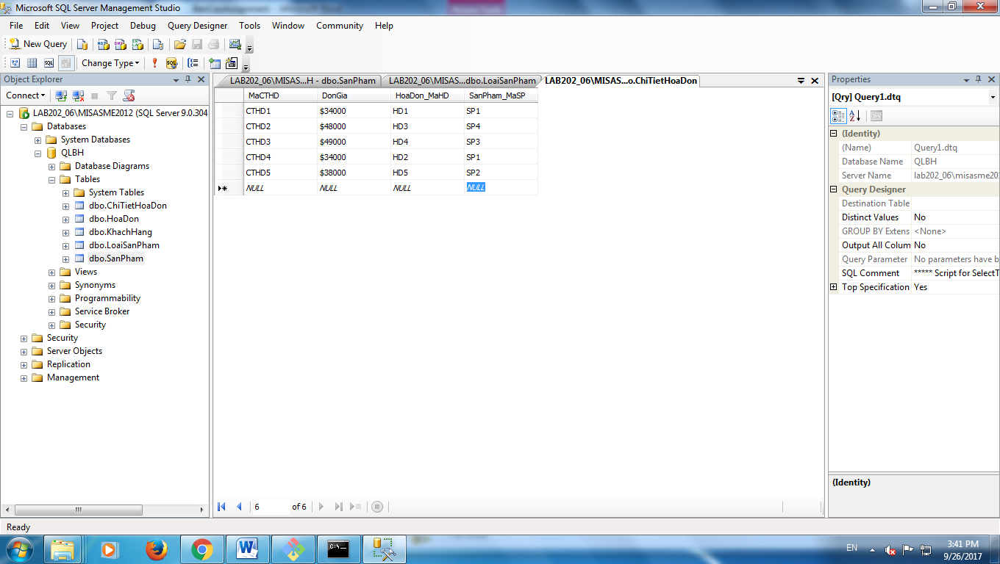 Microsoft SQL Server Management Studio
File Edit View Project Debug Query Designer Tools Window Community Help
New Query
Change Type
Object Explorer
Connect
LAB202_06\MISASME2012 (SQL Server 9.0.304
Databases
System Databases
QLBH
Database Diagrams
Tables
System Tables
dbo.ChiTietHoaDon
dbo.HoaDon
dbo.KhachHang
dbo.LoaiSanPham
dbo.SanPham
Views
Synonyms
Programmability
Service Broker
Security
Security
Server Objects
Replication
Management
LAB202_06\MISAS...H - dbo.SanPham LAB202_06\MISAS...dbo.LoaiSanPham LAB202_06\MISAS...o.ChiTietHoaDon
MaCTHD DonGia HoaDon_MaHD SanPham_MaSP
CTHD1 $34000 HD1 SP1
CTHD2 $48000 HD3 SP4
CTHD3 $49000 HD4 SP3
CTHD4 $34000 HD2 SP1
CTHD5 $38000 HD5 SP2
NULL NULL NULL NULL
6 of 6
Properties
[Qry] Query1.dtq
(Identity)
(Name) Query1.dtq
Database Name QLBH
Server Name lab202_06\misasme20
Query Designer
Destination Table
Distinct Values No
GROUP BY Extens <None>
Output All Colum No
Query Parameter No parameters have b
SQL Comment ***** Script for SelectT
Top Specification Yes
(Identity)
Ready
EN
3:41 PM
9/26/2017